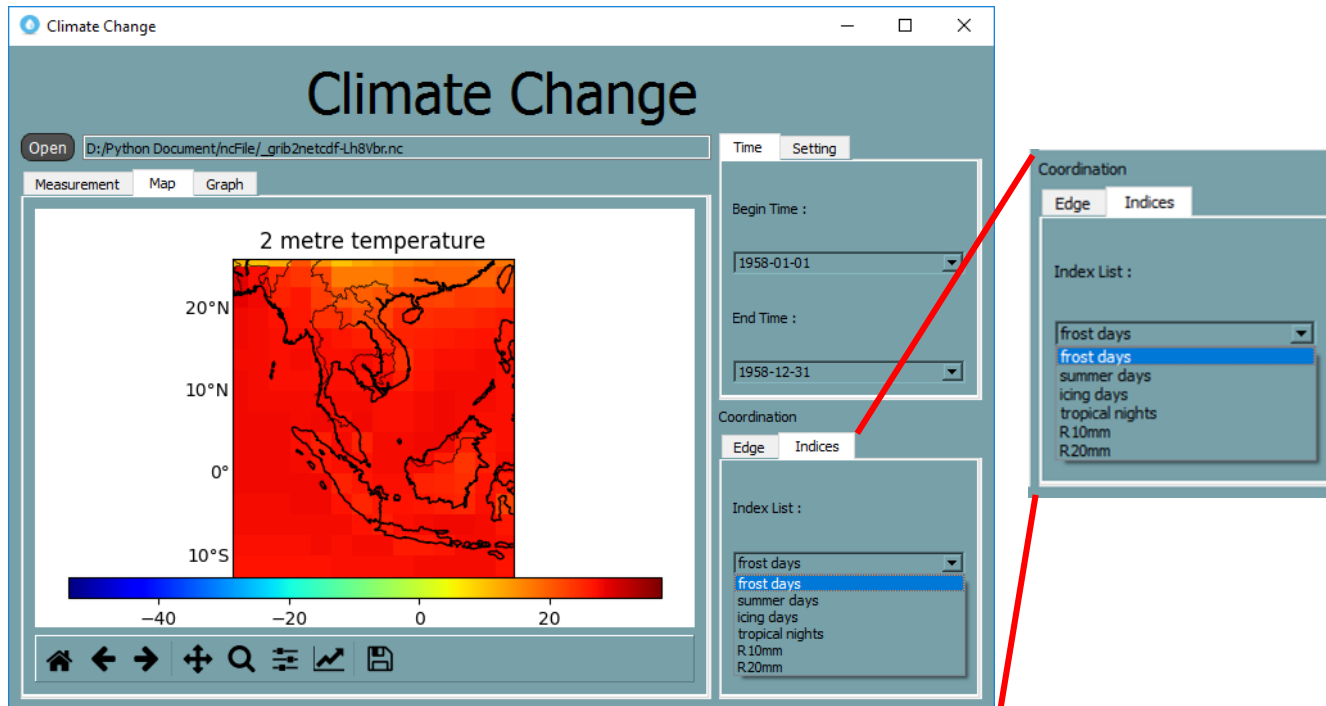 Climate Change
Climate Change
Open D:/Python Document/ncFile/_grib2netcdf-Lh8Vbr.nc
Measurement Map Graph
2 metre temperature
20°N
10°N
0°
10°S
−40 −20 0 20
Time Setting
Begin Time :
1958-01-01
End Time :
1958-12-31
Coordination
Edge Indices
Index List :
frost days
frost days
summer days
icing days
tropical nights
R10mm
R20mm
Coordination
Edge Indices
Index List :
frost days
frost days
summer days
icing days
tropical nights
R10mm
R20mm